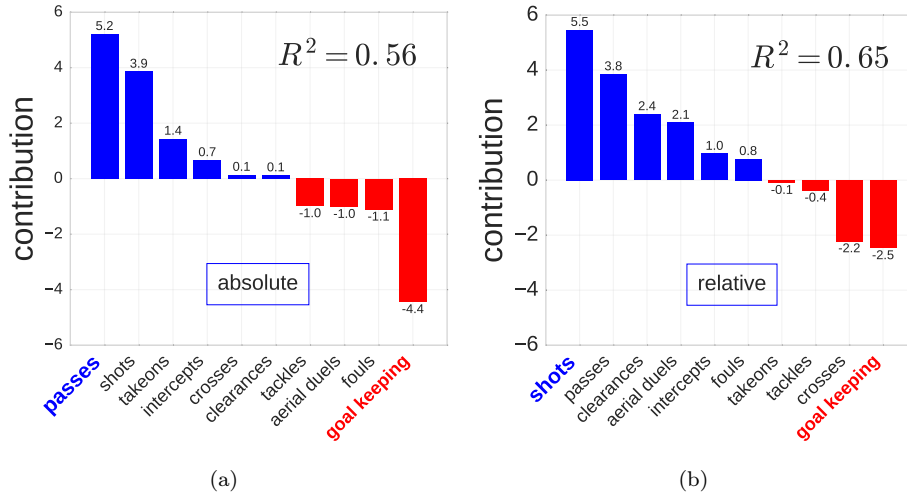 6
4
2
0
−2
−4
−6
contribution
5.2
3.9
1.4
0.7
0.1
0.1
-1.0
-1.0
-1.1
-4.4
R² = 0.56
absolute
passes
shots
takeons
intercepts
crosses
clearances
tackles
aerial duels
fouls
goal keeping
(a)
6
4
2
0
−2
−4
−6
contribution
5.5
3.8
2.4
2.1
1.0
0.8
-0.1
-0.4
-2.2
-2.5
R² = 0.65
relative
shots
passes
clearances
aerial duels
intercepts
fouls
takeons
tackles
crosses
goal keeping
(b)